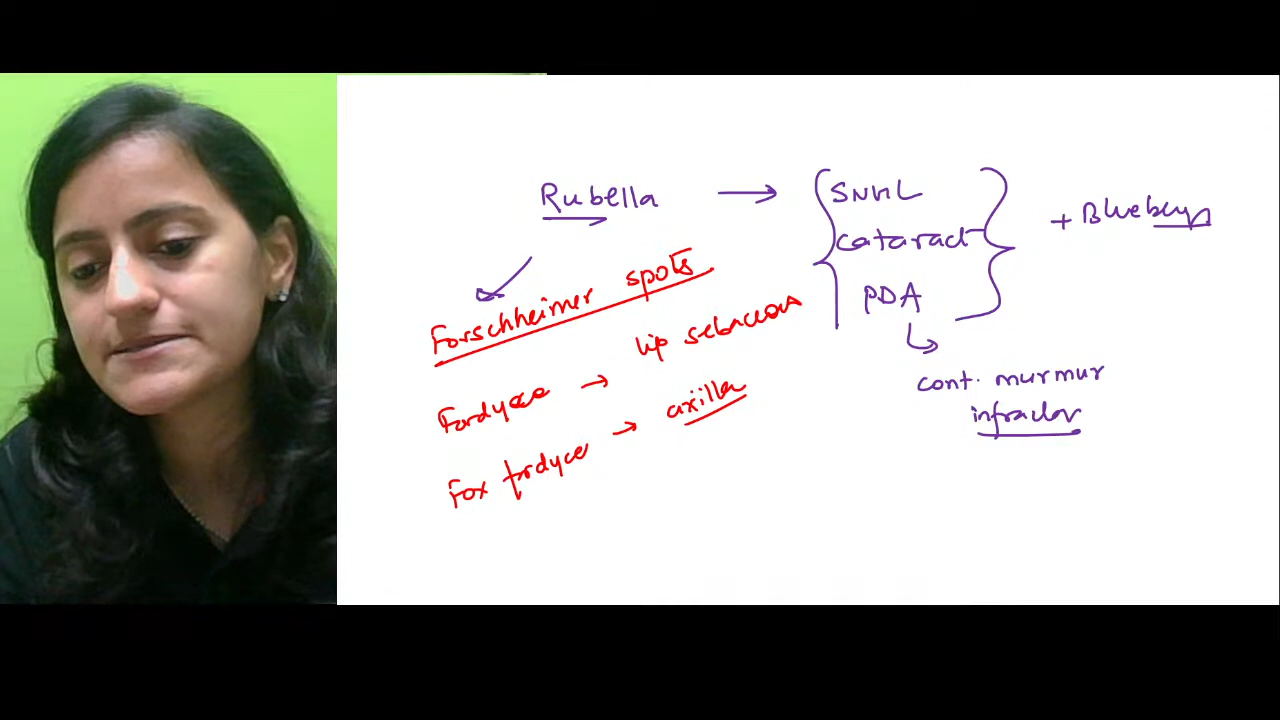 Rubella → SNHL
cataract
PDA
+ Blueberry
Forschheimer spots
Fordyce → lip sebaceous
Fox fordyce → axilla
cont. murmur
infraclav